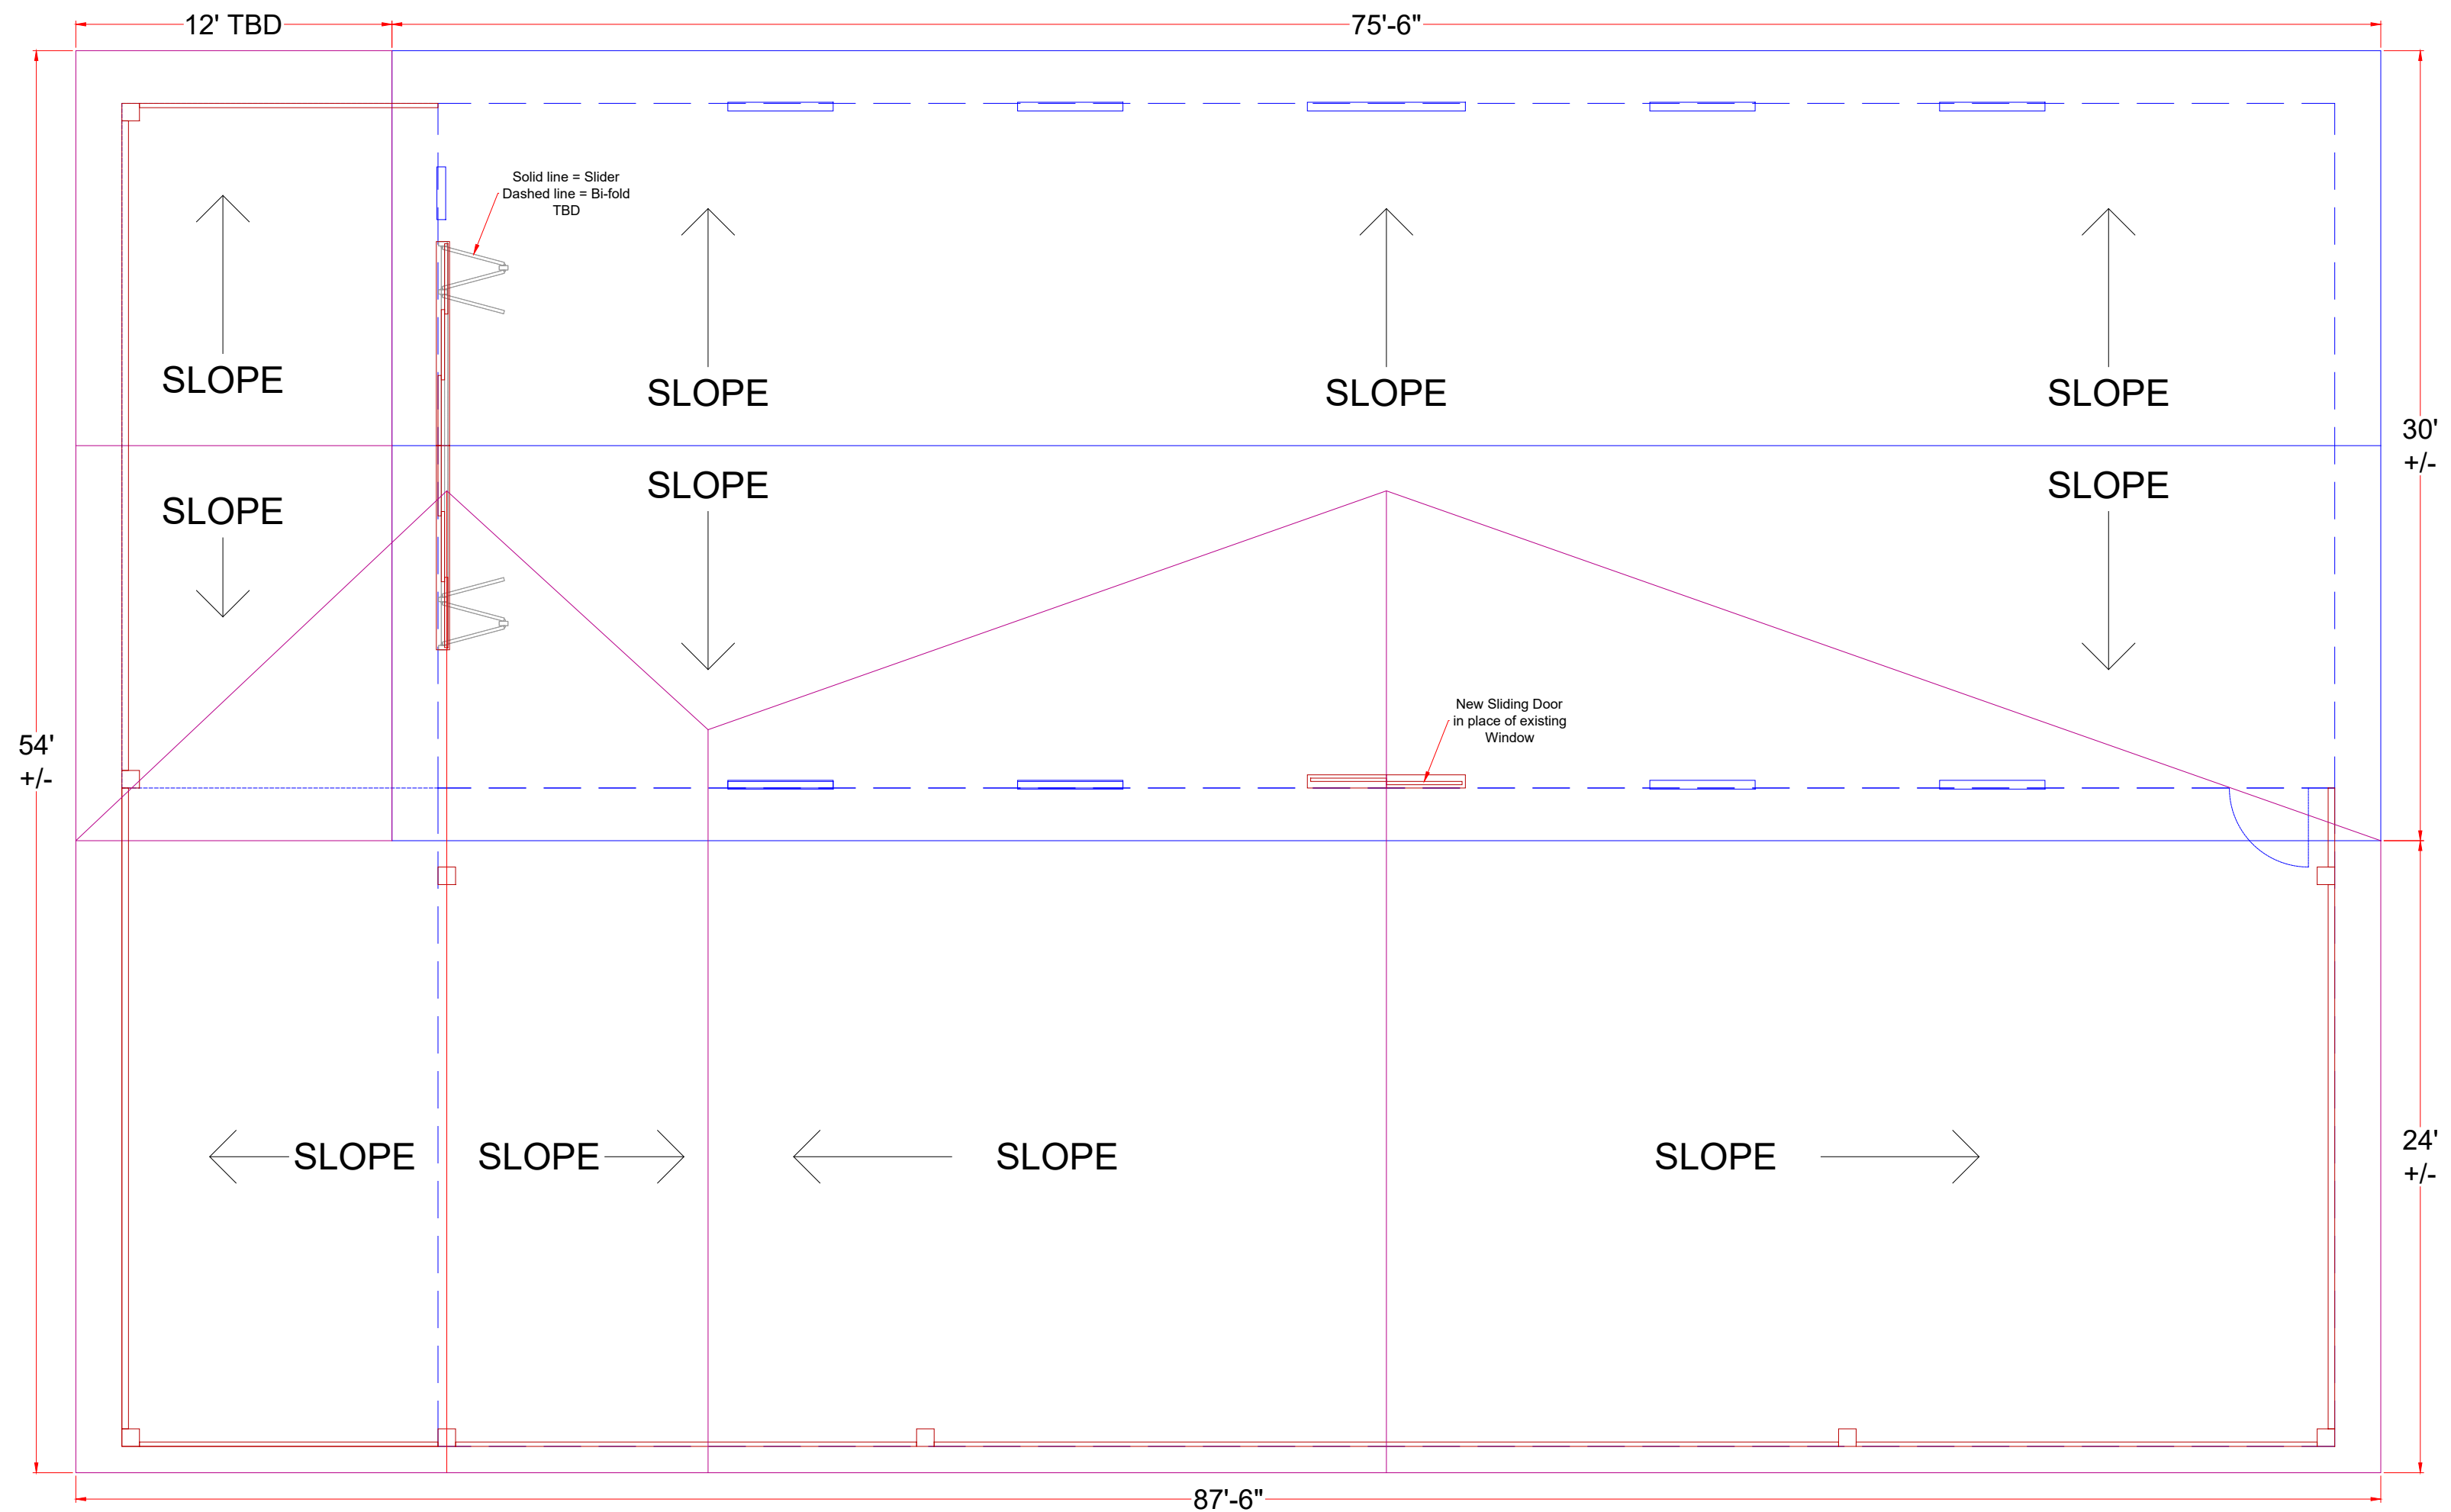 12' TBD
75'-6"
Solid line = Slider
Dashed line = Bi-fold
TBD
SLOPE
SLOPE
SLOPE
SLOPE
30'
+/-
SLOPE
SLOPE
SLOPE
New Sliding Door
in place of existing
Window
54'
+/-
SLOPE
SLOPE
SLOPE
SLOPE
24'
+/-
87'-6"